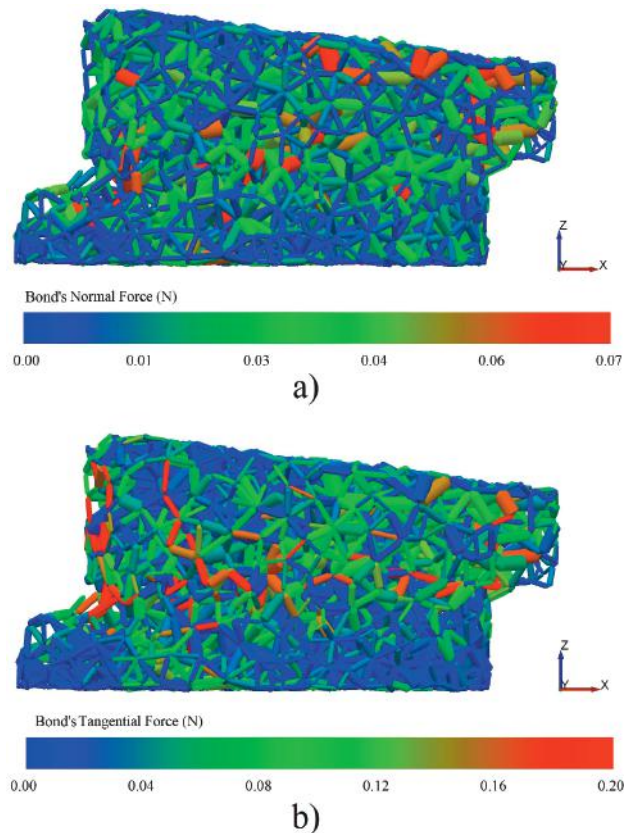 Z
Y X
Bond's Normal Force (N)
0.00 0.01 0.03 0.04 0.06 0.07
a)
Z
Y X
Bond's Tangential Force (N)
0.00 0.04 0.08 0.12 0.16 0.20
b)